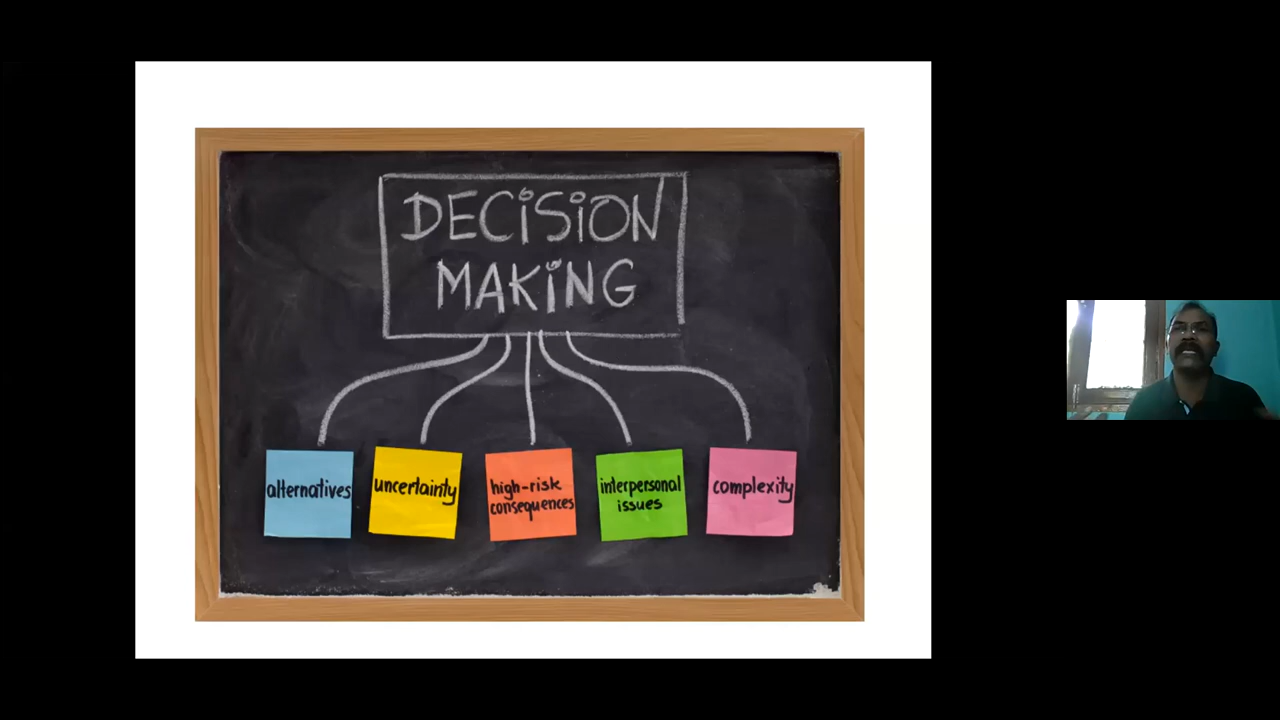 DECISION
MAKING
alternatives
uncertainty
high-risk
consequences
interpersonal
issues
complexity